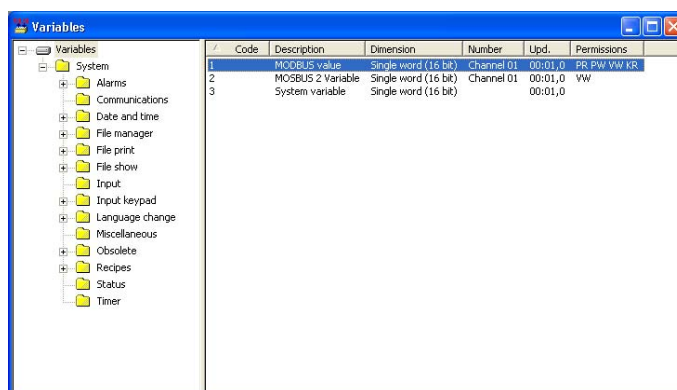 Variables
Variables
System
Alarms
Communications
Date and time
File manager
File print
File show
Input
Input keypad
Language change
Miscellaneous
Obsolete
Recipes
Status
Timer
/ Code Description Dimension Number Upd. Permissions
1 MODBUS value Single word (16 bit) Channel 01 00:01,0 PR PW VW KR
2 MOSBUS 2 Variable Single word (16 bit) Channel 01 00:01,0 VW
3 System variable Single word (16 bit) 00:01,0